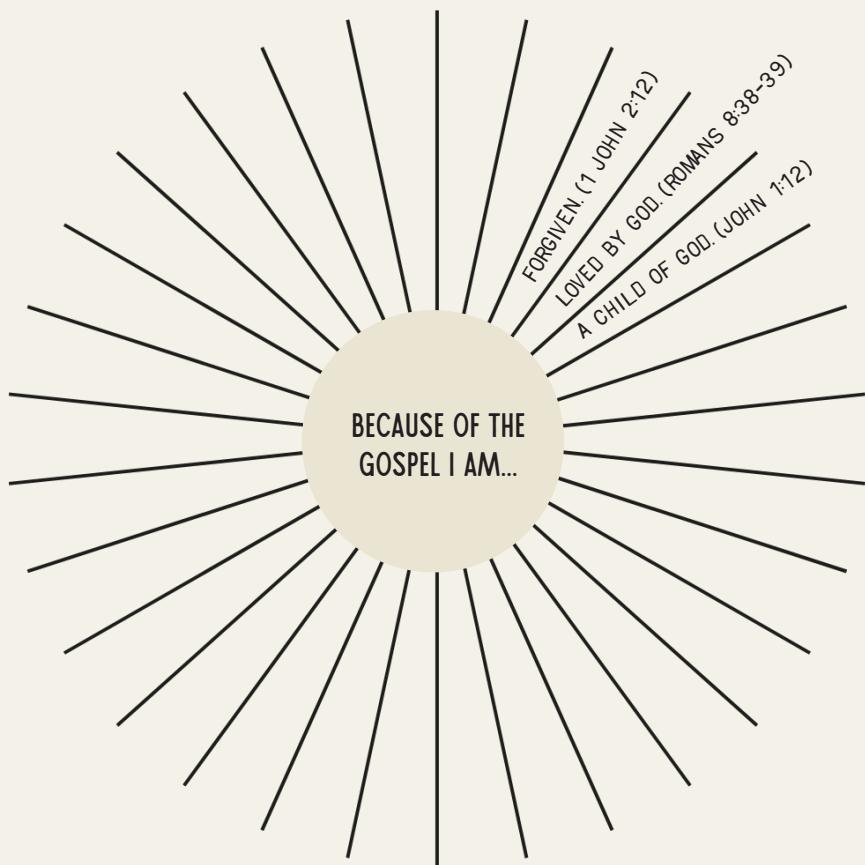 FORGIVEN. (1 JOHN 2:12)
LOVED BY GOD. (ROMANS 8:38-39)
A CHILD OF GOD. (JOHN 1:12)
BECAUSE OF THE
GOSPEL I AM...